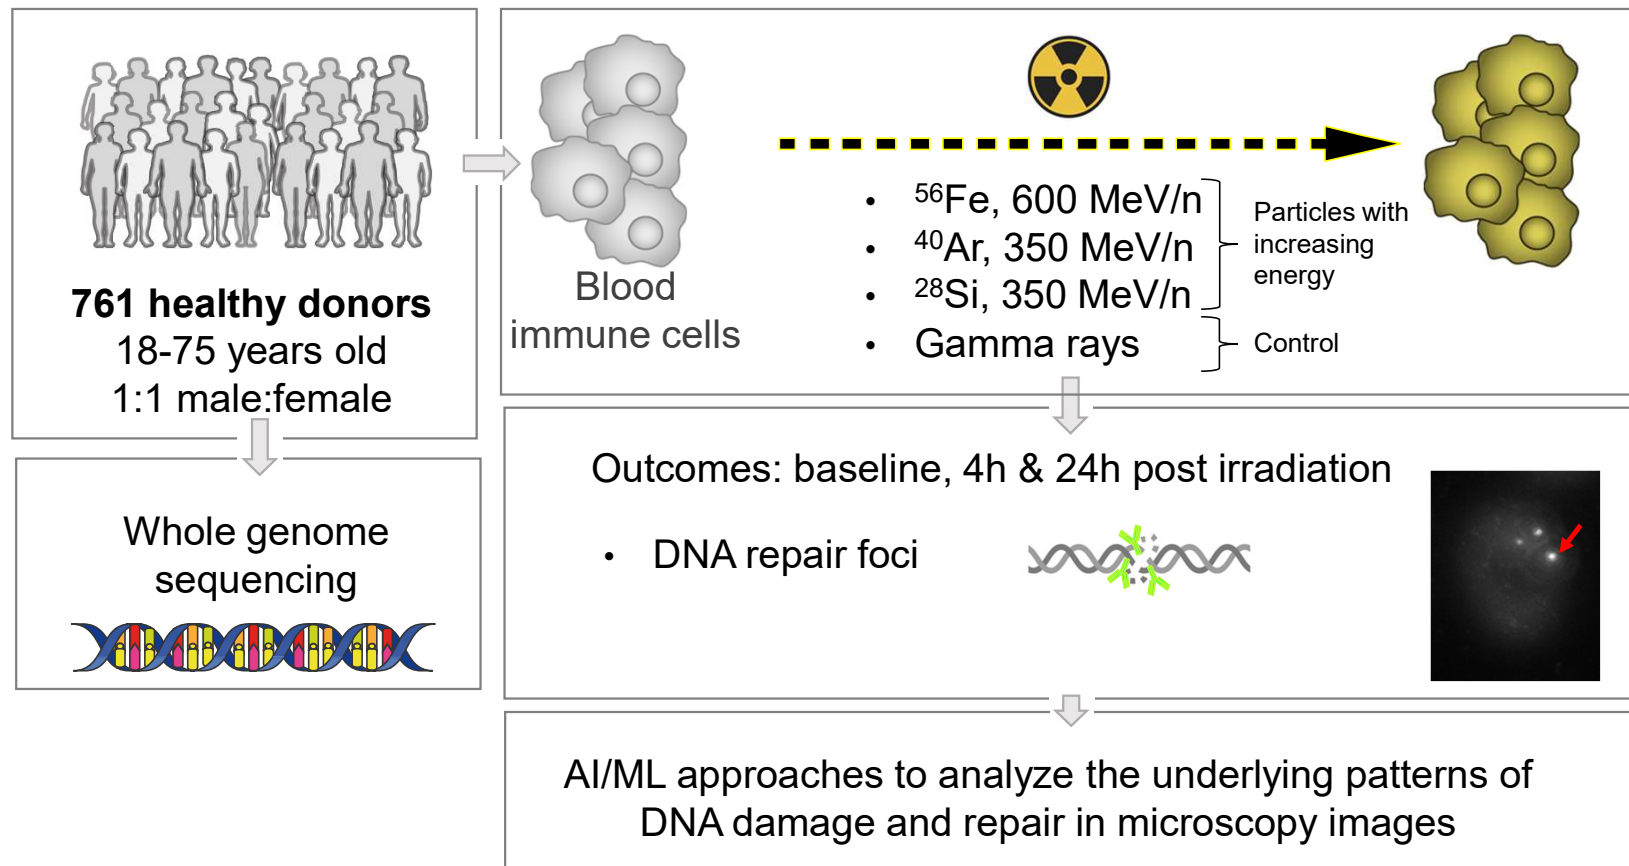 761 healthy donors
18-75 years old
1:1 male:female
Whole genome
sequencing
Blood
immune cells
• ⁵⁶Fe, 600 MeV/n
• ⁴⁰Ar, 350 MeV/n
• ²⁸Si, 350 MeV/n
• Gamma rays
Particles with
increasing
energy
Control
Outcomes: baseline, 4h & 24h post irradiation
• DNA repair foci
AI/ML approaches to analyze the underlying patterns of
DNA damage and repair in microscopy images